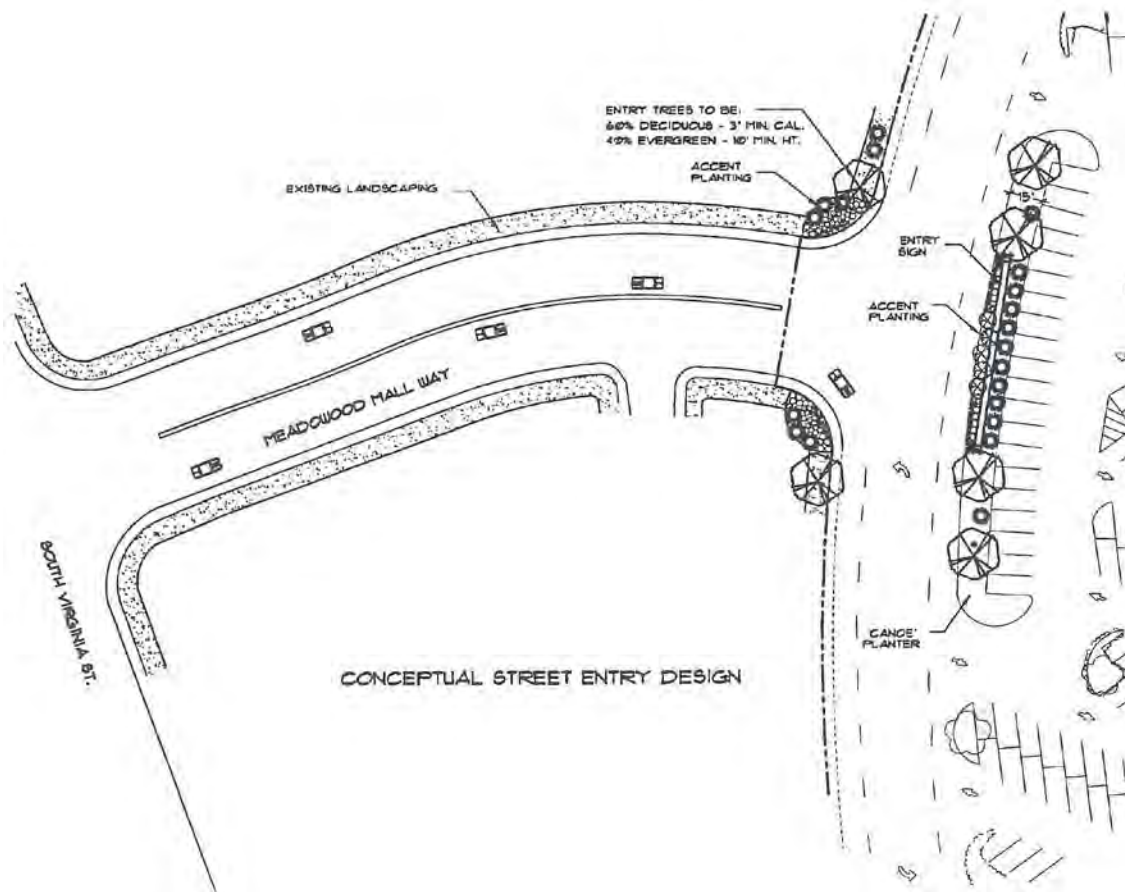 ENTRY TREES TO BE:
60% DECIDUOUS - 3" MIN. CAL.
40% EVERGREEN - 10' MIN. HT.
ACCENT
PLANTING
EXISTING LANDSCAPING
15'
ENTRY
SIGN
ACCENT
PLANTING
MEADOWOOD MALL WAY
SOUTH VIRGINIA ST.
'CANOE'
PLANTER
CONCEPTUAL STREET ENTRY DESIGN